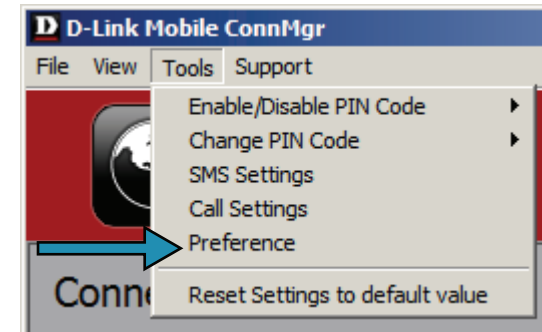 D D-Link Mobile ConnMgr
File View Tools Support
Enable/Disable PIN Code
Change PIN Code
SMS Settings
Call Settings
Preference
Conne
Reset Settings to default value